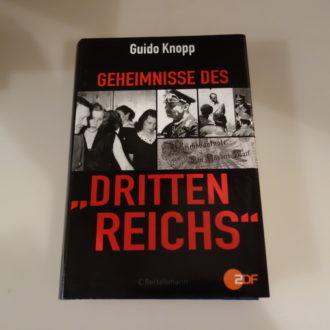 Guido Knopp
GEHEIMNISSE DES
„DRITTEN
REICHS“
C. Bertelsmann
ZDF